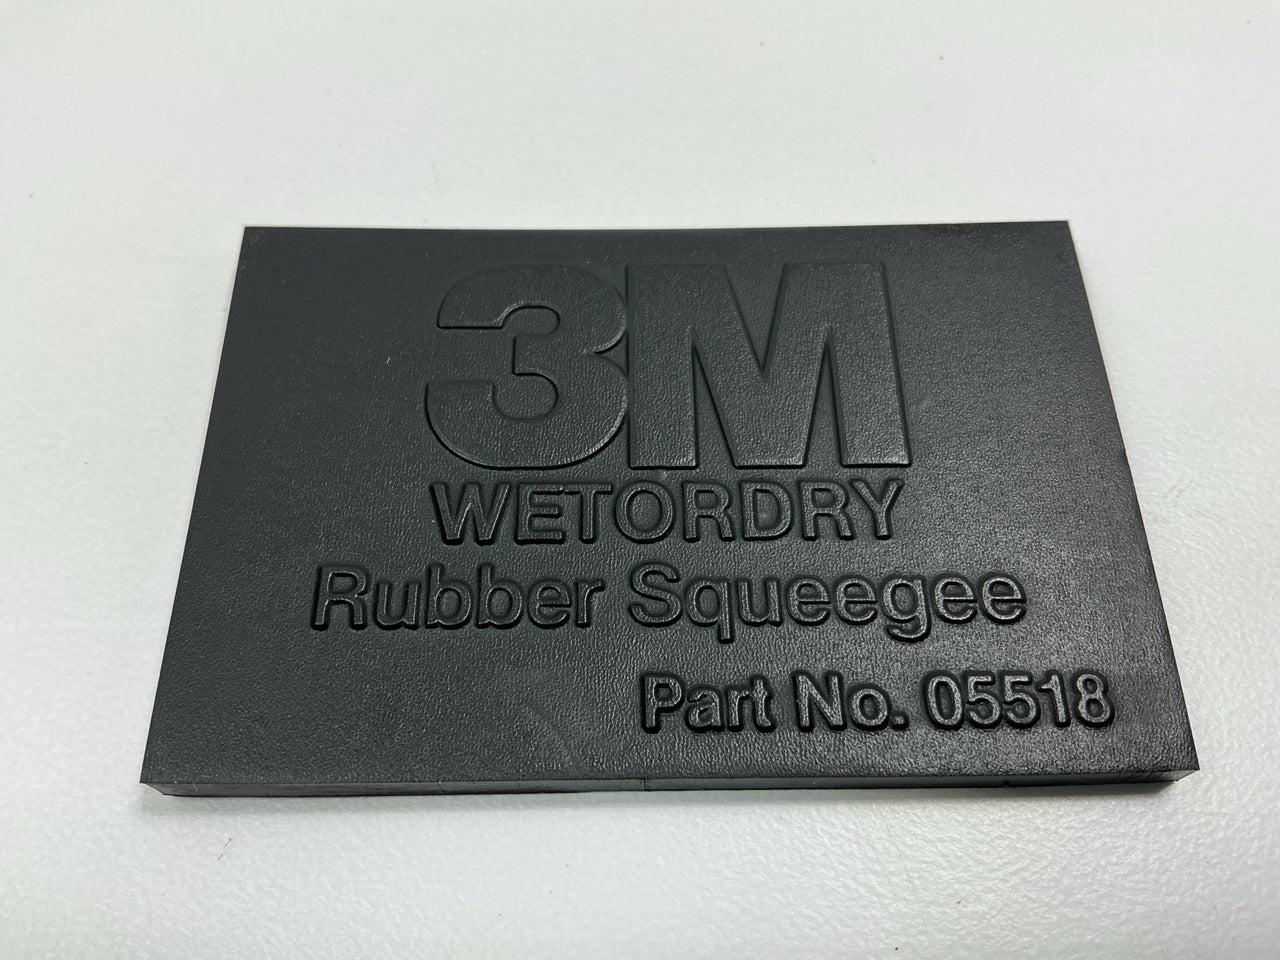 3M
WETORDRY
Rubber Squeegee
Part No. 05518